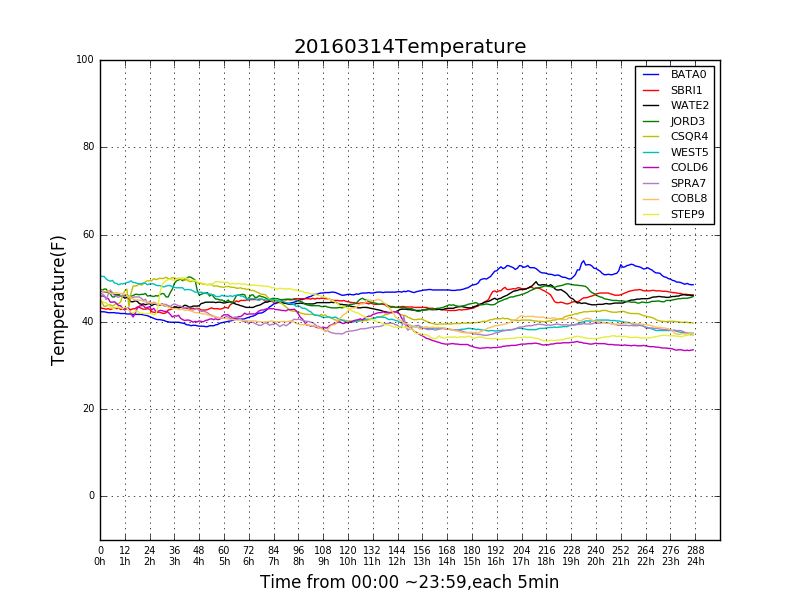 20160314Temperature
100
80
60
40
20
0
Temperature(F)
BATA0
SBRI1
WATE2
JORD3
CSQR4
WEST5
COLD6
SPRA7
COBL8
STEP9
0 12 24 36 48 60 72 84 96 108 120 132 144 156 168 180 192 204 216 228 240 252 264 276 288
0h 1h 2h 3h 4h 5h 6h 7h 8h 9h 10h 11h 12h 13h 14h 15h 16h 17h 18h 19h 20h 21h 22h 23h 24h
Time from 00:00 ~23:59,each 5min